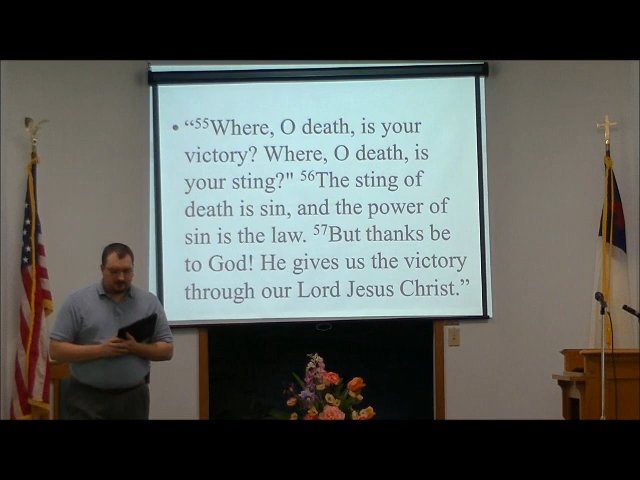 • “⁵⁵Where, O death, is your
victory? Where, O death, is
your sting?" ⁵⁶The sting of
death is sin, and the power of
sin is the law. ⁵⁷But thanks be
to God! He gives us the victory
through our Lord Jesus Christ.”